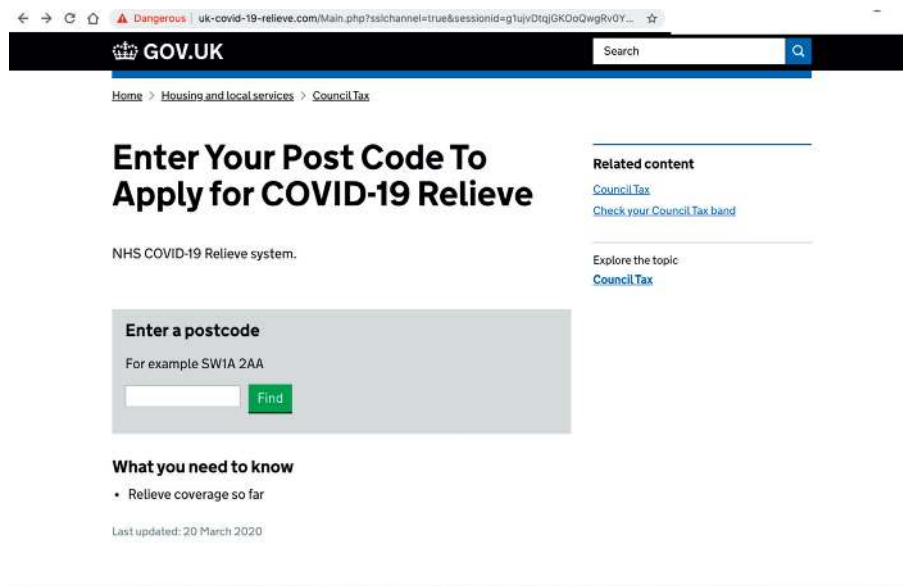 Dangerous uk-covid-19-relieve.com/Main.php?sslchannel=true&sessionid=g1ujvDtqjGKOoQwgRv0Y...
GOV.UK
Search
Home > Housing and local services > Council Tax
Enter Your Post Code To
Apply for COVID-19 Relieve
NHS COVID-19 Relieve system.
Enter a postcode
For example SW1A 2AA
Find
What you need to know
• Relieve coverage so far
Last updated: 20 March 2020
Related content
Council Tax
Check your Council Tax band
Explore the topic
Council Tax